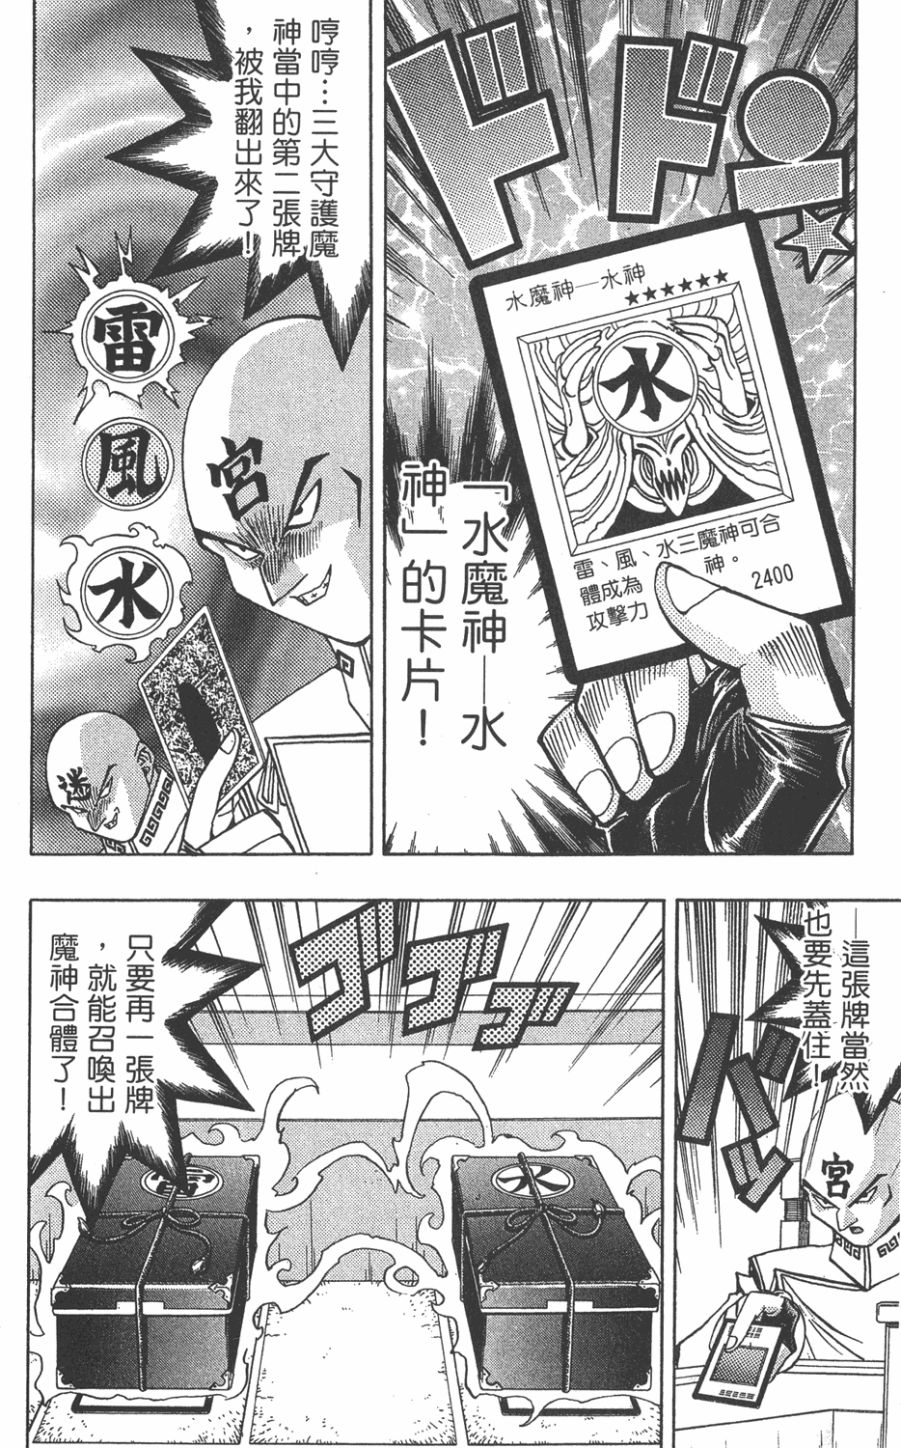 ドドン
水魔神─水神
★★★★★★
水
雷、風、水三魔神可合
體成為　　神。
攻擊力　　2400
「水魔神─水
神」的卡片！
哼哼…三大守護魔
神當中的第二張牌
，被我翻出來了！
雷
風
水
宮
迷
這張牌當然
也要先蓋住！
バッ
宮
ゴゴゴ
水
雷
只要再一張牌
，就能召喚出
魔神合體了！